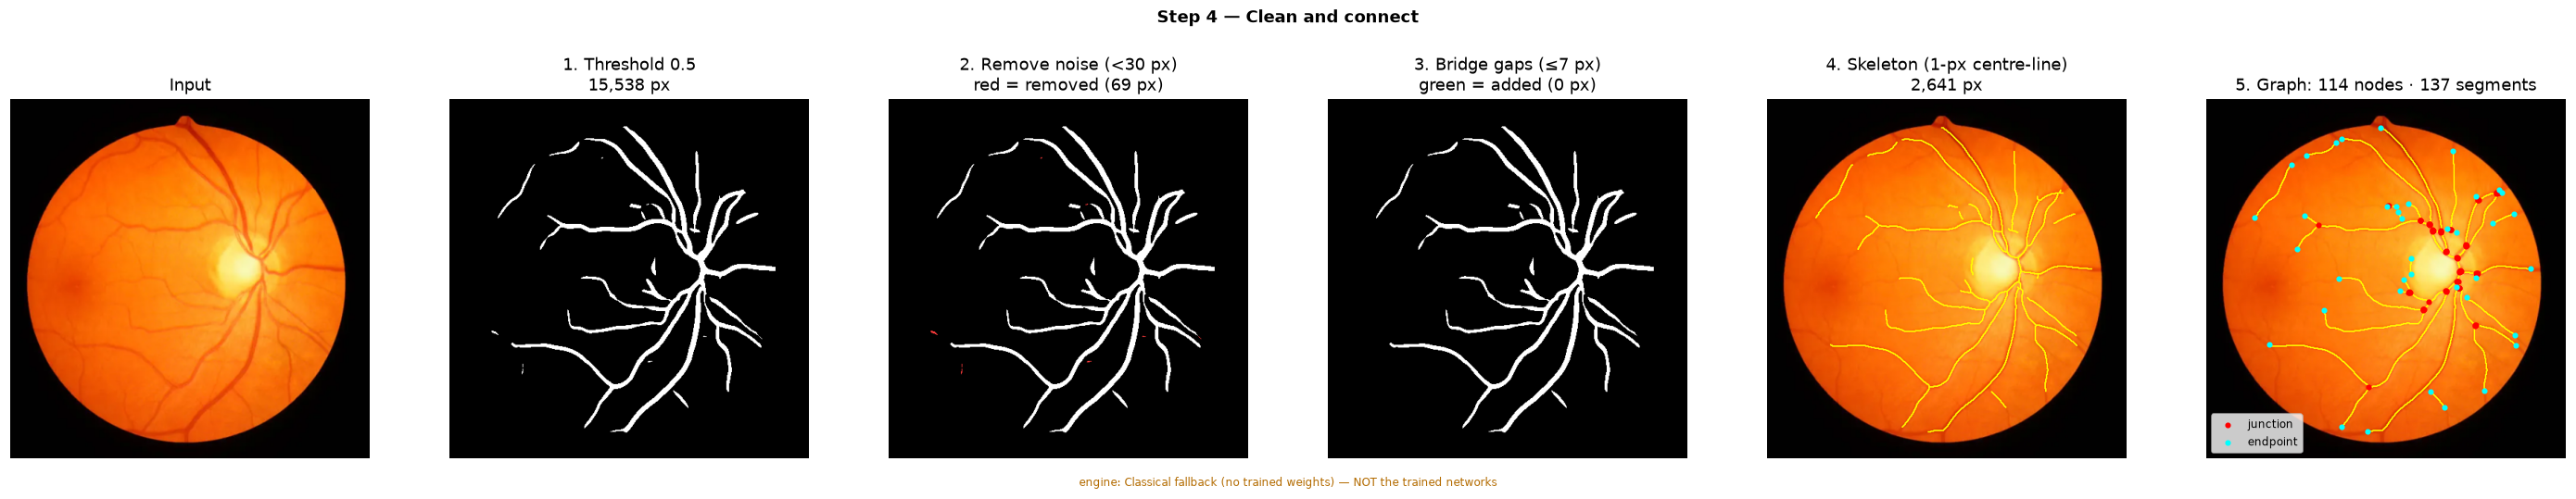 Step 4 — Clean and connect
Input
1. Threshold 0.5
15,538 px
2. Remove noise (<30 px)
red = removed (69 px)
3. Bridge gaps (≤7 px)
green = added (0 px)
4. Skeleton (1-px centre-line)
2,641 px
5. Graph: 114 nodes · 137 segments
junction
endpoint
engine: Classical fallback (no trained weights) — NOT the trained networks